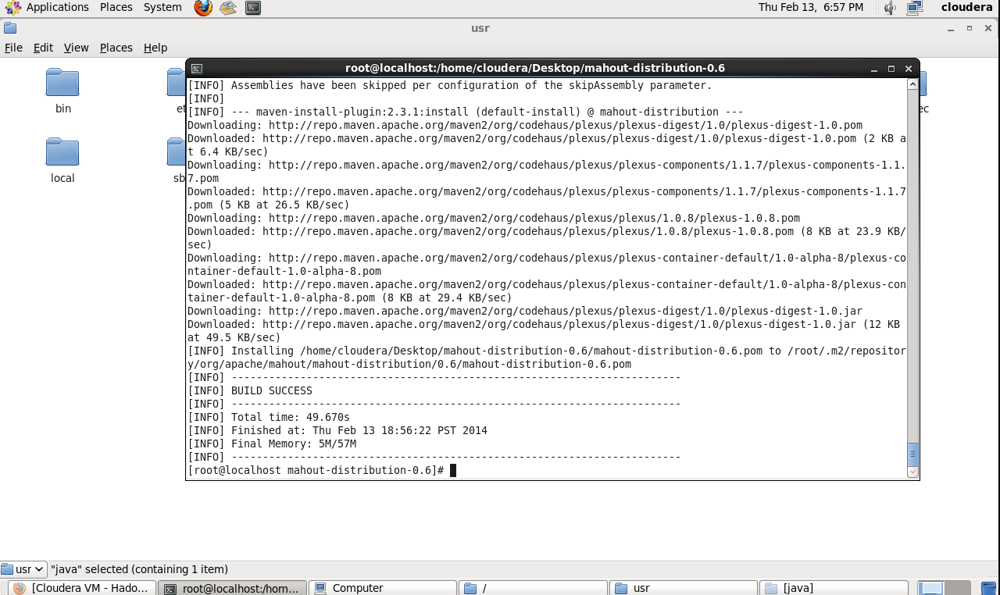 Applications Places System Thu Feb 13, 6:57 PM cloudera
usr
File Edit View Places Help
root@localhost:/home/cloudera/Desktop/mahout-distribution-0.6
[INFO] Assemblies have been skipped per configuration of the skipAssembly parameter.
[INFO]
[INFO] --- maven-install-plugin:2.3.1:install (default-install) @ mahout-distribution ---
Downloading: http://repo.maven.apache.org/maven2/org/codehaus/plexus/plexus-digest/1.0/plexus-digest-1.0.pom
Downloaded: http://repo.maven.apache.org/maven2/org/codehaus/plexus/plexus-digest/1.0/plexus-digest-1.0.pom (2 KB a
t 6.4 KB/sec)
Downloading: http://repo.maven.apache.org/maven2/org/codehaus/plexus/plexus-components/1.1.7/plexus-components-1.1.
7.pom
Downloaded: http://repo.maven.apache.org/maven2/org/codehaus/plexus/plexus-components/1.1.7/plexus-components-1.1.7
.pom (5 KB at 26.5 KB/sec)
Downloading: http://repo.maven.apache.org/maven2/org/codehaus/plexus/plexus/1.0.8/plexus-1.0.8.pom
Downloaded: http://repo.maven.apache.org/maven2/org/codehaus/plexus/plexus/1.0.8/plexus-1.0.8.pom (8 KB at 23.9 KB/
sec)
Downloading: http://repo.maven.apache.org/maven2/org/codehaus/plexus/plexus-container-default/1.0-alpha-8/plexus-co
ntainer-default-1.0-alpha-8.pom
Downloaded: http://repo.maven.apache.org/maven2/org/codehaus/plexus/plexus-container-default/1.0-alpha-8/plexus-con
tainer-default-1.0-alpha-8.pom (8 KB at 29.4 KB/sec)
Downloading: http://repo.maven.apache.org/maven2/org/codehaus/plexus/plexus-digest/1.0/plexus-digest-1.0.jar
Downloaded: http://repo.maven.apache.org/maven2/org/codehaus/plexus/plexus-digest/1.0/plexus-digest-1.0.jar (12 KB
at 49.5 KB/sec)
[INFO] Installing /home/cloudera/Desktop/mahout-distribution-0.6/mahout-distribution-0.6.pom to /root/.m2/repositor
y/org/apache/mahout/mahout-distribution/0.6/mahout-distribution-0.6.pom
[INFO] ------------------------------------------------------------------------
[INFO] BUILD SUCCESS
[INFO] ------------------------------------------------------------------------
[INFO] Total time: 49.670s
[INFO] Finished at: Thu Feb 13 18:56:22 PST 2014
[INFO] Final Memory: 5M/57M
[INFO] ------------------------------------------------------------------------
[root@localhost mahout-distribution-0.6]#
bin et ec
local sb
usr "java" selected (containing 1 item)
[Cloudera VM - Hado... root@localhost:/hom... Computer / usr [java]